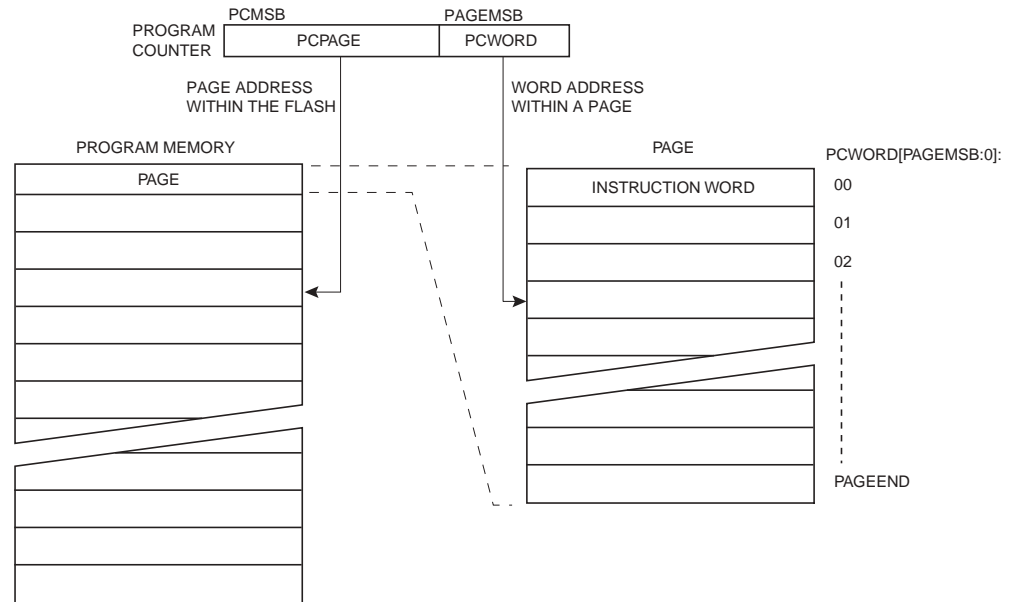 PCMSB PAGEMSB
PROGRAM
COUNTER
PCPAGE PCWORD
PAGE ADDRESS
WITHIN THE FLASH
WORD ADDRESS
WITHIN A PAGE
PROGRAM MEMORY
PAGE
PAGE
INSTRUCTION WORD
PCWORD[PAGEMSB:0]:
00
01
02
PAGEEND